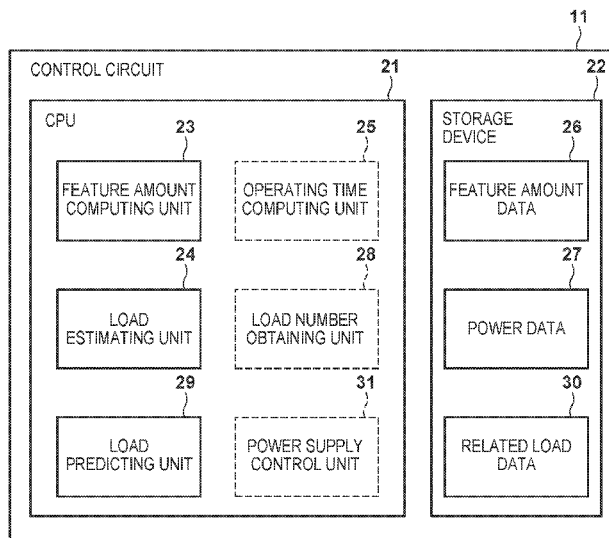 11
CONTROL CIRCUIT
21
22
CPU
STORAGE
DEVICE
23
25
26
FEATURE AMOUNT
COMPUTING UNIT
OPERATING TIME
COMPUTING UNIT
FEATURE AMOUNT
DATA
24
28
27
LOAD
ESTIMATING UNIT
LOAD NUMBER
OBTAINING UNIT
POWER DATA
29
31
30
LOAD
PREDICTING UNIT
POWER SUPPLY
CONTROL UNIT
RELATED LOAD
DATA